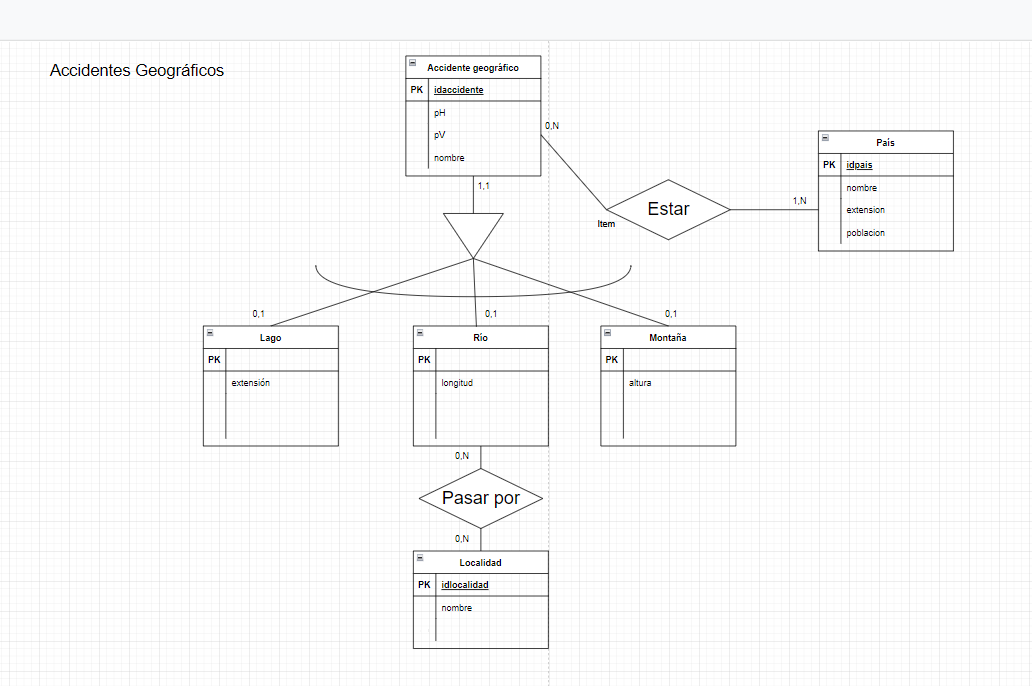 Accidentes Geográficos
Accidente geográfico
PK idaccidente
pH
pV
nombre
0,N
1,1
País
PK idpais
nombre
extension
poblacion
Estar
1,N
Item
0,1
0,1
0,1
Lago
PK
extensión
Río
PK
longitud
Montaña
PK
altura
0,N
Pasar por
0,N
Localidad
PK idlocalidad
nombre